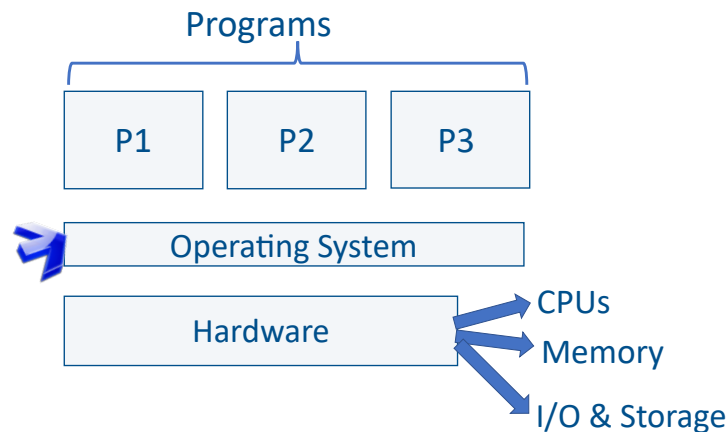 Programs
P1 P2 P3
Operating System
CPUs
Hardware
Memory
I/O & Storage